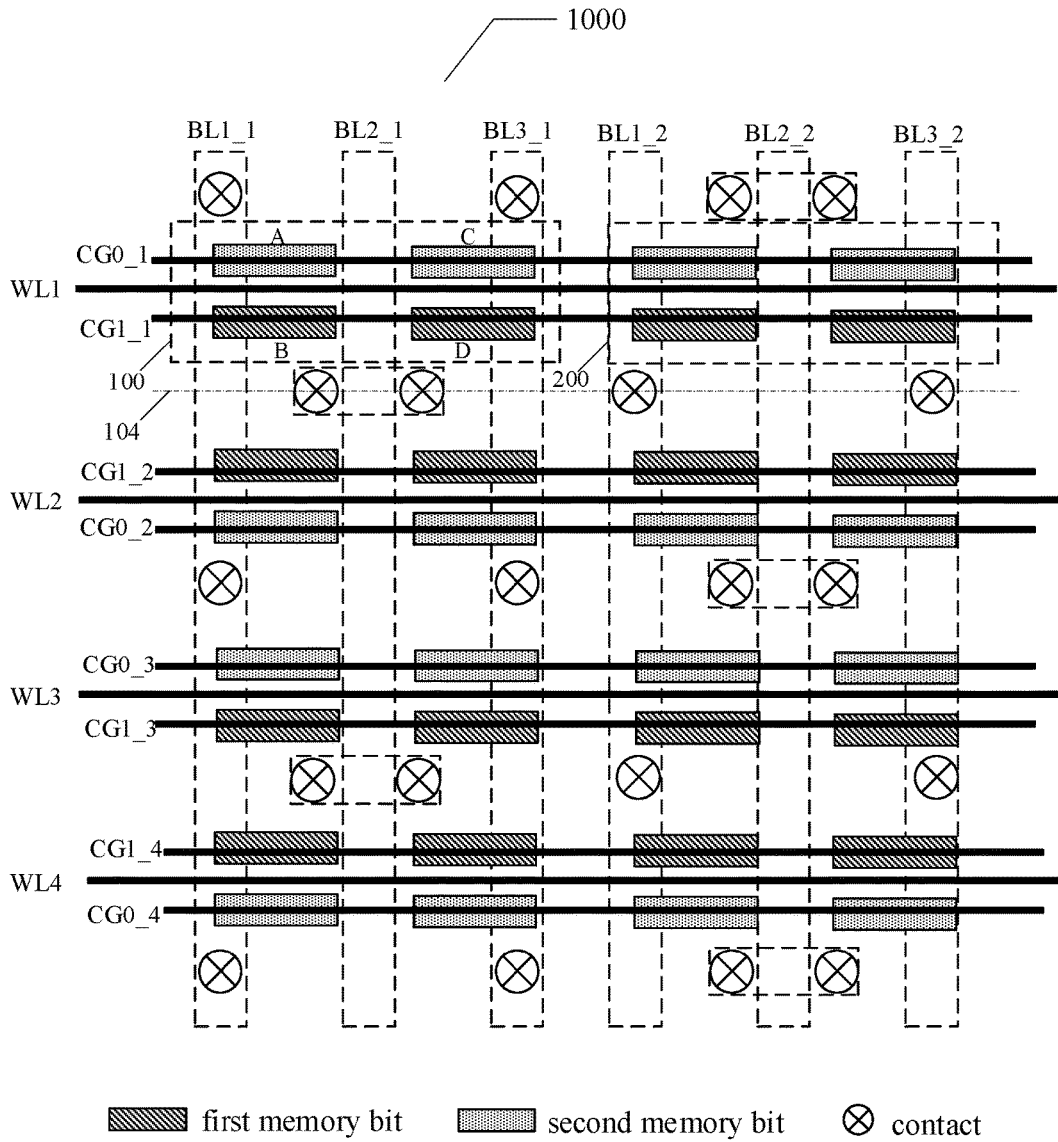 1000
BL1_1 BL2_1 BL3_1 BL1_2 BL2_2 BL3_2
A C
CG0_1
WL1
CG1_1
B D
100 200
104
CG1_2
WL2
CG0_2
CG0_3
WL3
CG1_3
CG1_4
WL4
CG0_4
first memory bit second memory bit contact